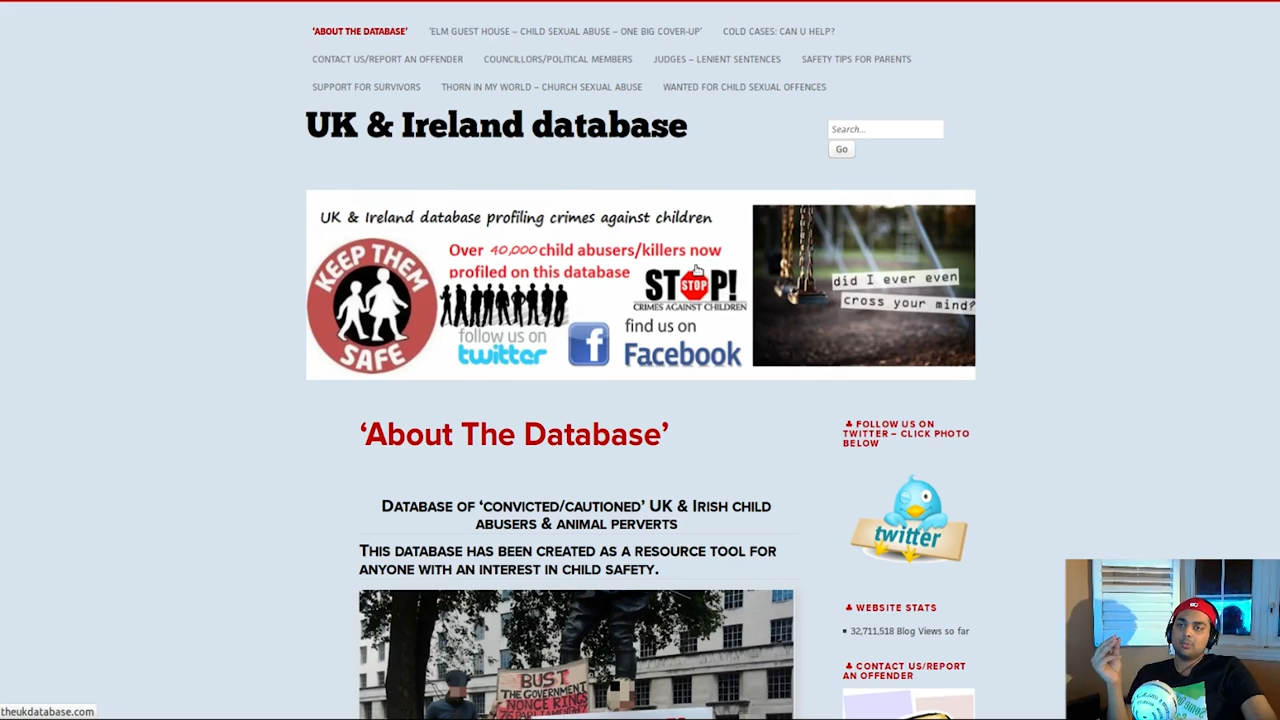 ‘ABOUT THE DATABASE’ ‘ELM GUEST HOUSE – CHILD SEXUAL ABUSE – ONE BIG COVER-UP’ COLD CASES: CAN U HELP?
CONTACT US/REPORT AN OFFENDER COUNCILLORS/POLITICAL MEMBERS JUDGES – LENIENT SENTENCES SAFETY TIPS FOR PARENTS
SUPPORT FOR SURVIVORS THORN IN MY WORLD – CHURCH SEXUAL ABUSE WANTED FOR CHILD SEXUAL OFFENCES
UK & Ireland database
Search...
Go
UK & Ireland database profiling crimes against children
Over 40,000 child abusers/killers now
profiled on this database
KEEP THEM
SAFE
STOP!
STOP
CRIMES AGAINST CHILDREN
follow us on
twitter
find us on
Facebook
did I ever even
cross your mind?
‘About The Database’
DATABASE OF ‘CONVICTED/CAUTIONED’ UK & IRISH CHILD
ABUSERS & ANIMAL PERVERTS
THIS DATABASE HAS BEEN CREATED AS A RESOURCE TOOL FOR
ANYONE WITH AN INTEREST IN CHILD SAFETY.
BUST
THE GOVERNMENT
NONCE RINGS
FOLLOW US ON
TWITTER – CLICK PHOTO
BELOW
twitter
WEBSITE STATS
32,711,518 Blog Views so far
CONTACT US/REPORT
AN OFFENDER
theukdatabase.com